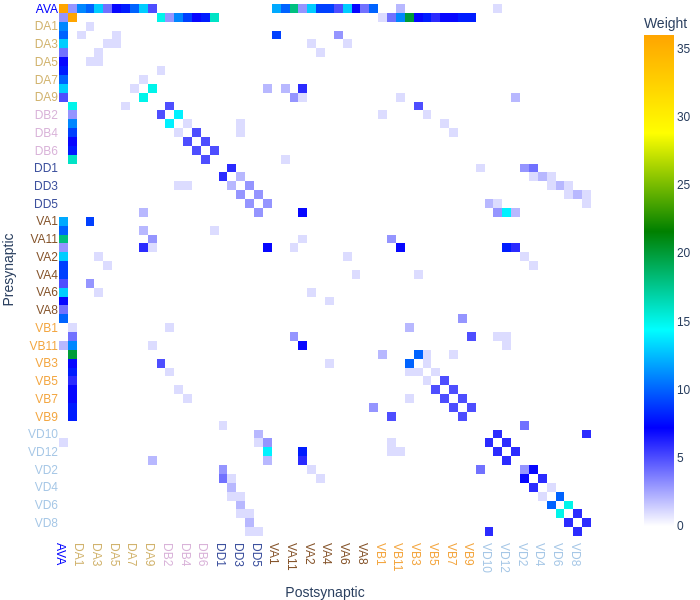 Weight
AVA
DA1
DA3
DA5
DA7
DA9
DB2
DB4
DB6
DD1
DD3
DD5
VA1
VA11
VA2
VA4
VA6
VA8
VB1
VB11
VB3
VB5
VB7
VB9
VD10
VD12
VD2
VD4
VD6
VD8
Presynaptic
AVA
DA1
DA3
DA5
DA7
DA9
DB2
DB4
DB6
DD1
DD3
DD5
VA1
VA11
VA2
VA4
VA6
VA8
VB1
VB11
VB3
VB5
VB7
VB9
VD10
VD12
VD2
VD4
VD6
VD8
Postsynaptic
35
30
25
20
15
10
5
0